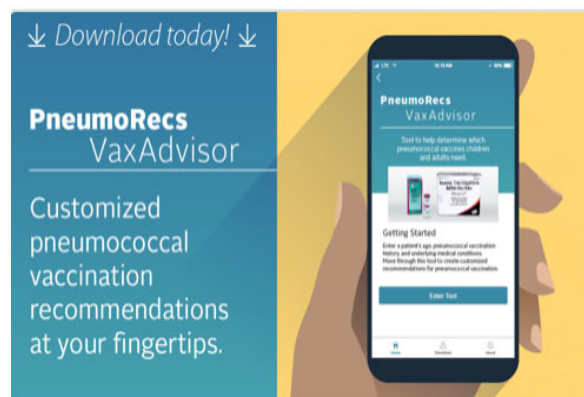 Download today!
PneumoRecs
VaxAdvisor
Customized
pneumococcal
vaccination
recommendations
at your fingertips.
LTE
PneumoRecs
VaxAdvisor
Tool to help determine which
pneumococcal vaccines children
and adults need.
Getting Started
Enter a patient's age, pneumococcal vaccination
history, and underlying medical conditions.
Move through this tool to create customized
recommendations for pneumococcal vaccination.
Enter Tool